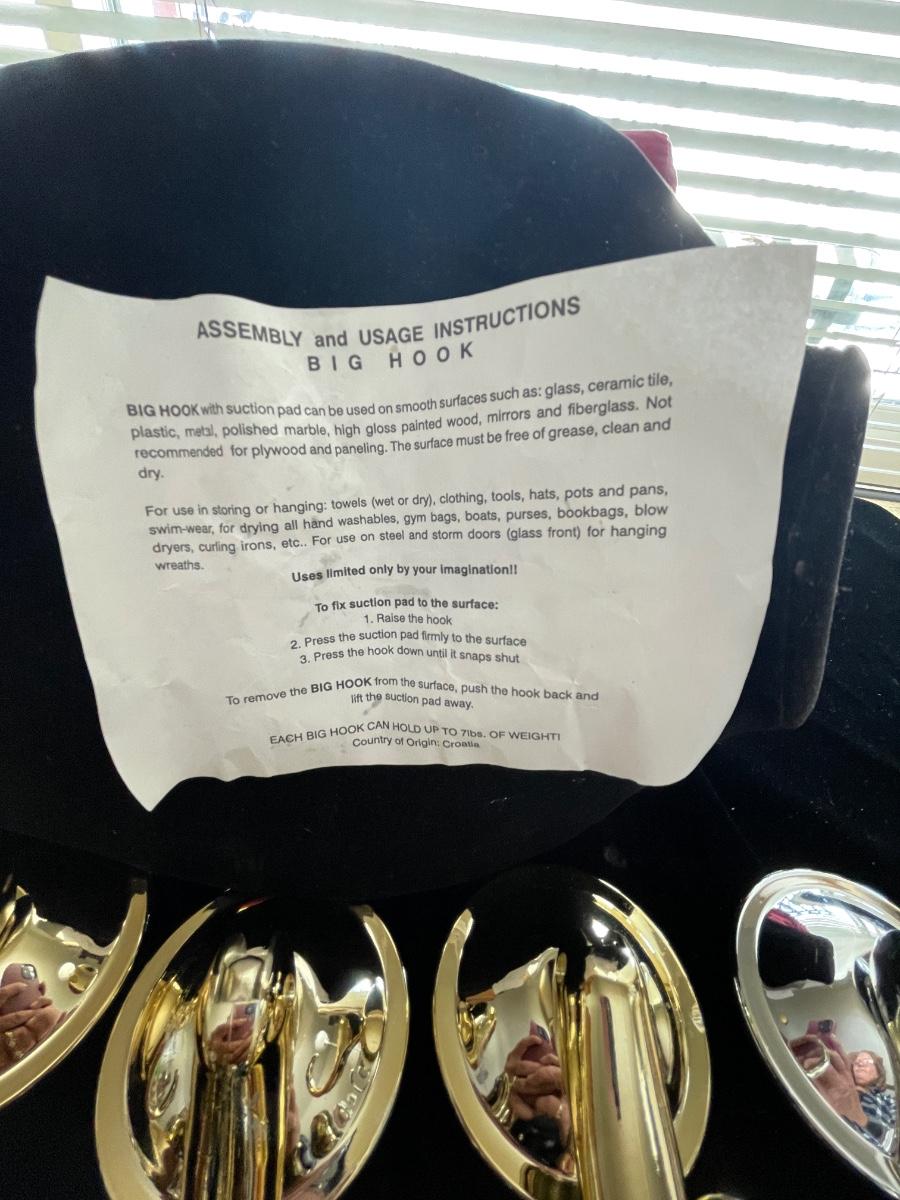 ASSEMBLY and USAGE INSTRUCTIONS
BIG HOOK
BIG HOOK with suction pad can be used on smooth surfaces such as: glass, ceramic tile,
plastic, metal, polished marble, high gloss painted wood, mirrors and fiberglass. Not
recommended for plywood and paneling. The surface must be free of grease, clean and
dry.
For use in storing or hanging: towels (wet or dry), clothing, tools, hats, pots and pans,
swim-wear, for drying all hand washables, gym bags, boats, purses, bookbags, blow
dryers, curling irons, etc.. For use on steel and storm doors (glass front) for hanging
wreaths.
Uses limited only by your imagination!!
To fix suction pad to the surface:
1. Raise the hook
2. Press the suction pad firmly to the surface
3. Press the hook down until it snaps shut
To remove the BIG HOOK from the surface, push the hook back and
lift the suction pad away.
EACH BIG HOOK CAN HOLD UP TO 7lbs. OF WEIGHT!
Country of Origin: Croatia